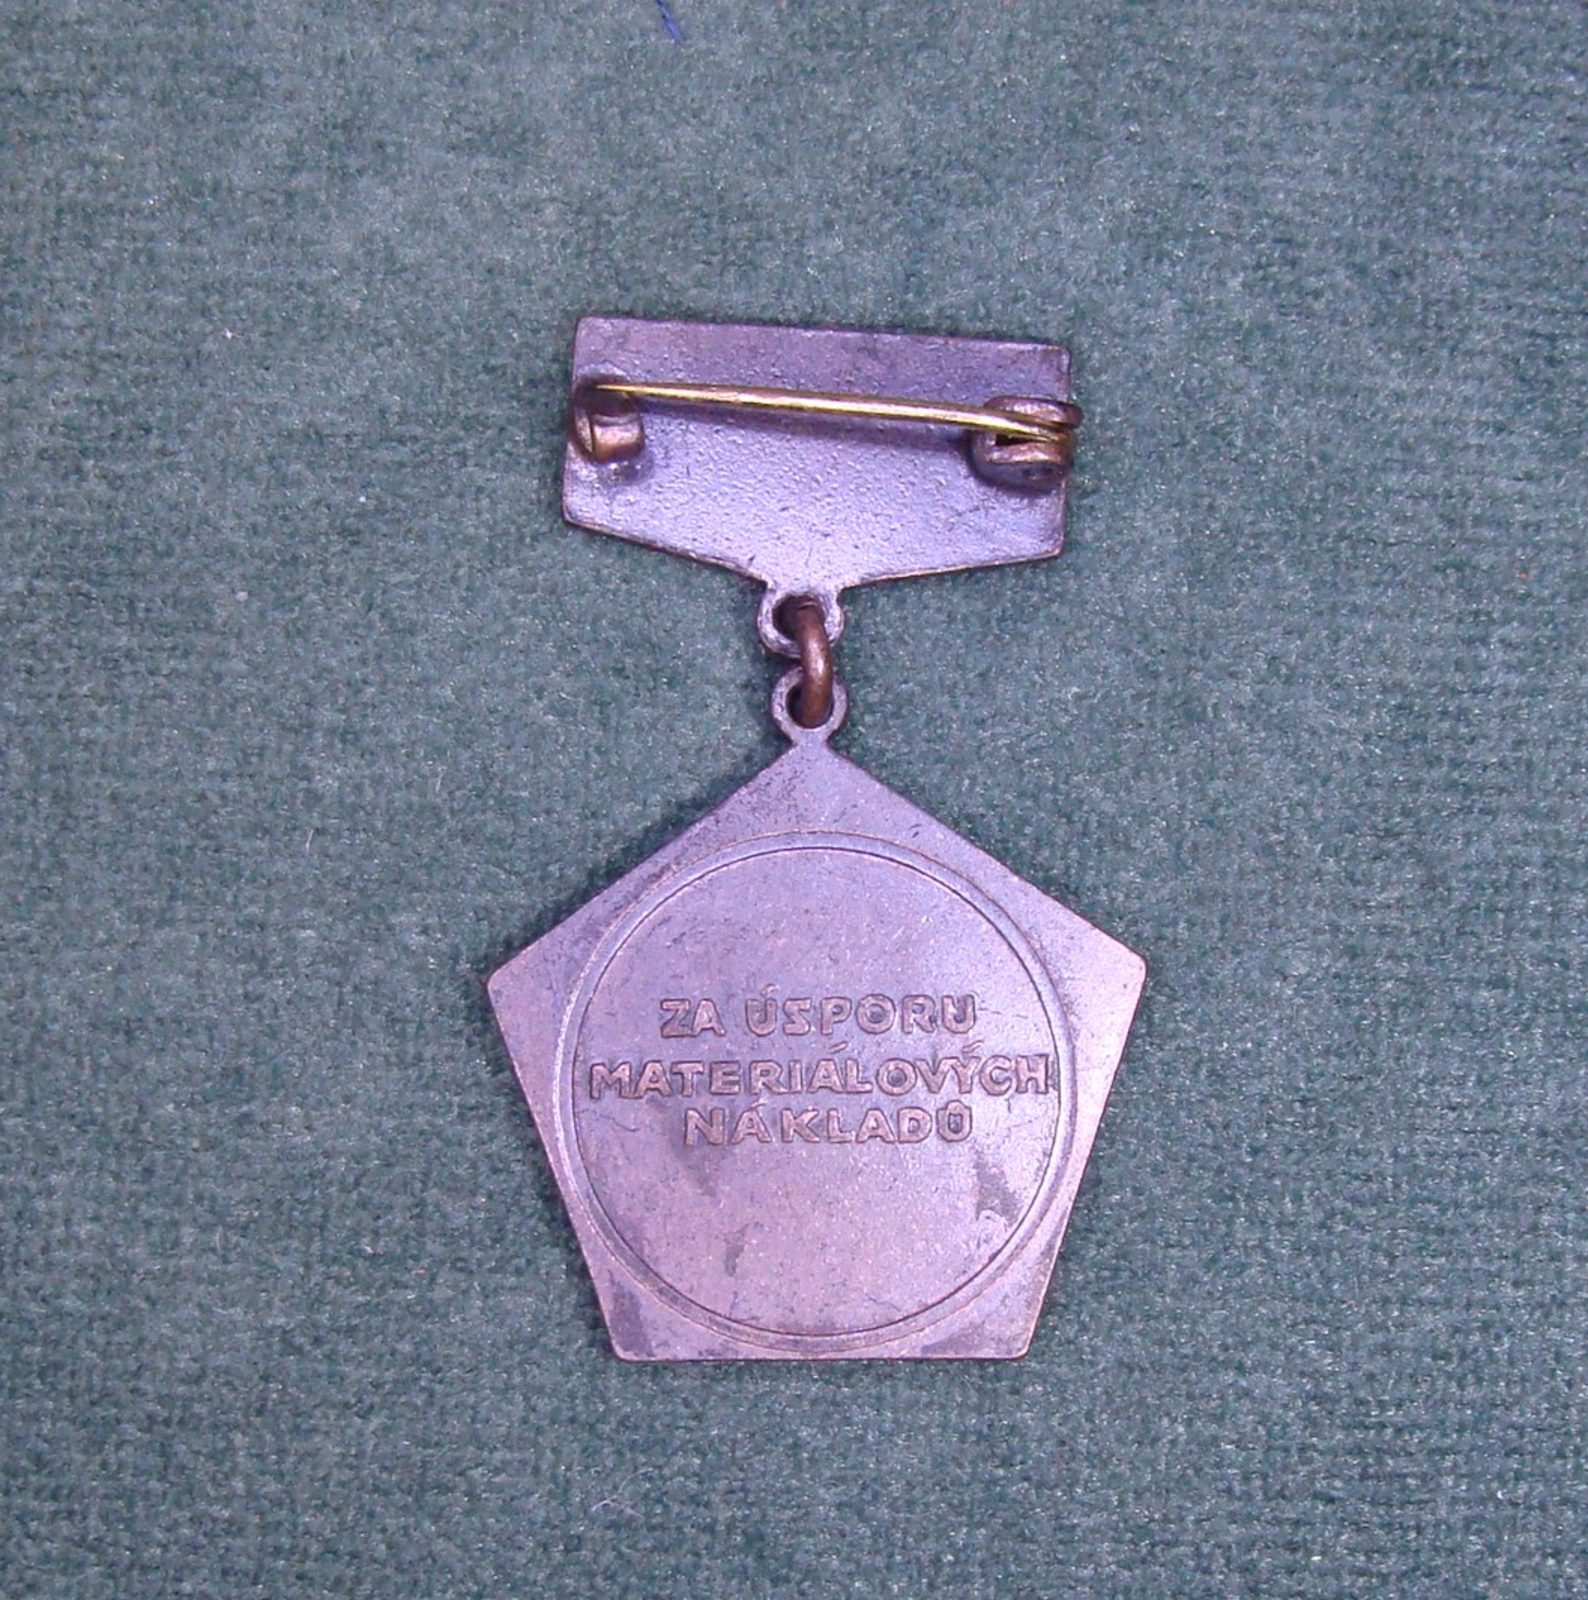 ZA ÚSPORU
MATERIÁLOVÝCH
NÁKLADŮ